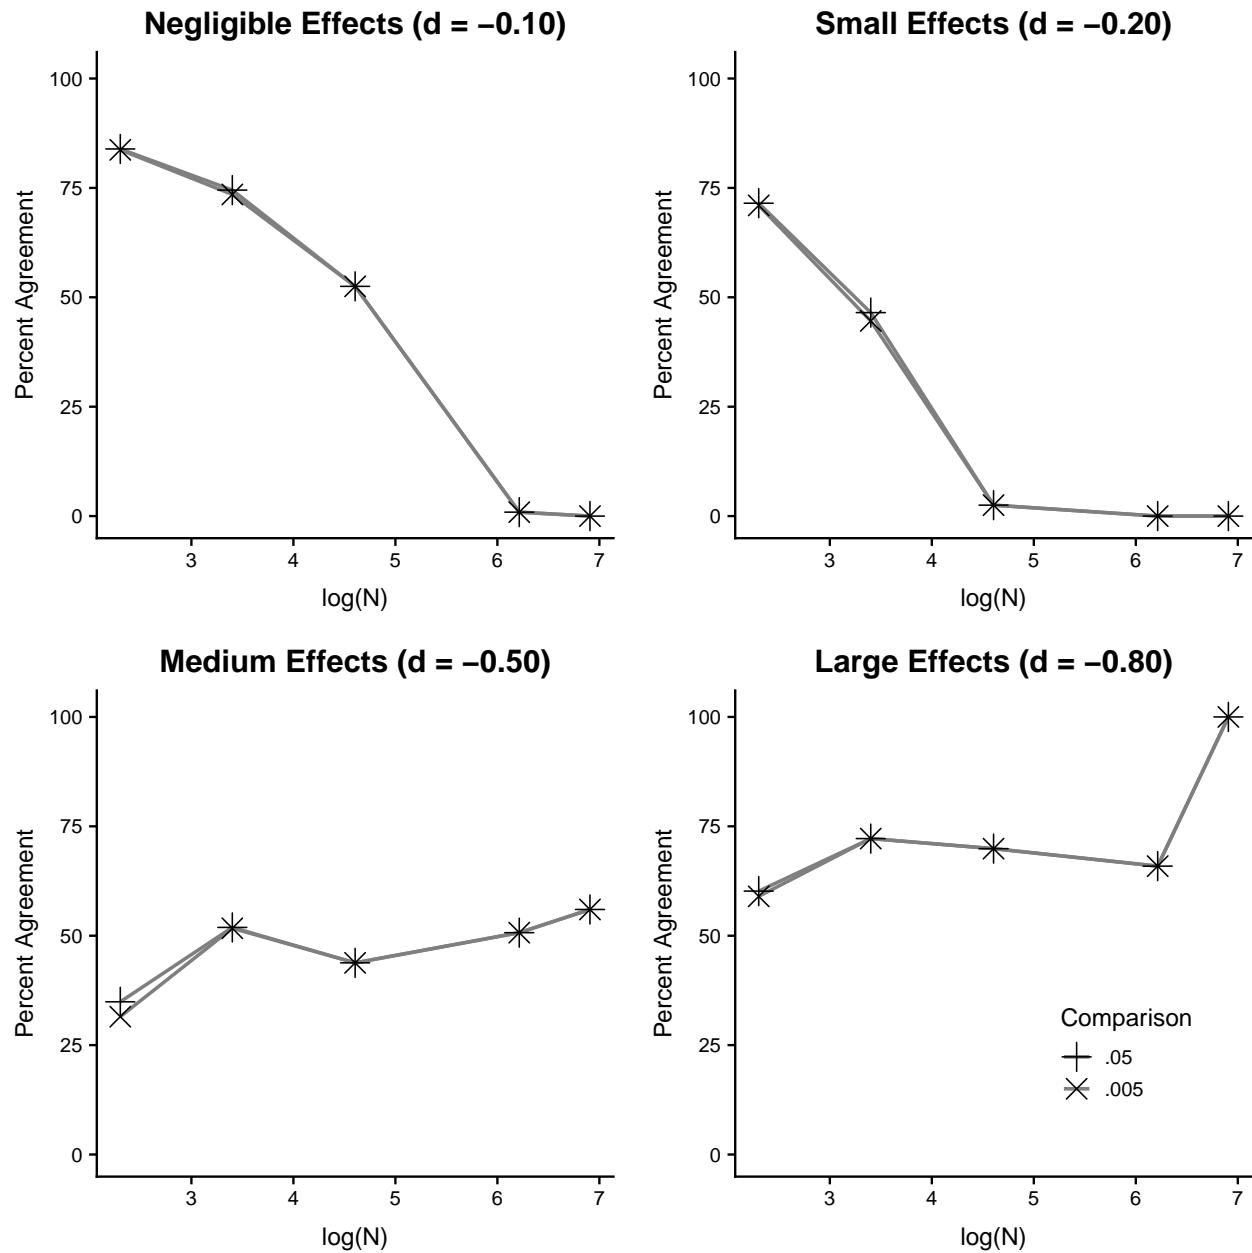 Negligible Effects (d = −0.10)
100
75
50
25
0
Percent Agreement
3 4 5 6 7
log(N)
Small Effects (d = −0.20)
100
75
50
25
0
Percent Agreement
3 4 5 6 7
log(N)
Medium Effects (d = −0.50)
100
75
50
25
0
Percent Agreement
3 4 5 6 7
log(N)
Large Effects (d = −0.80)
100
75
50
25
0
Percent Agreement
Comparison
.05
.005
3 4 5 6 7
log(N)